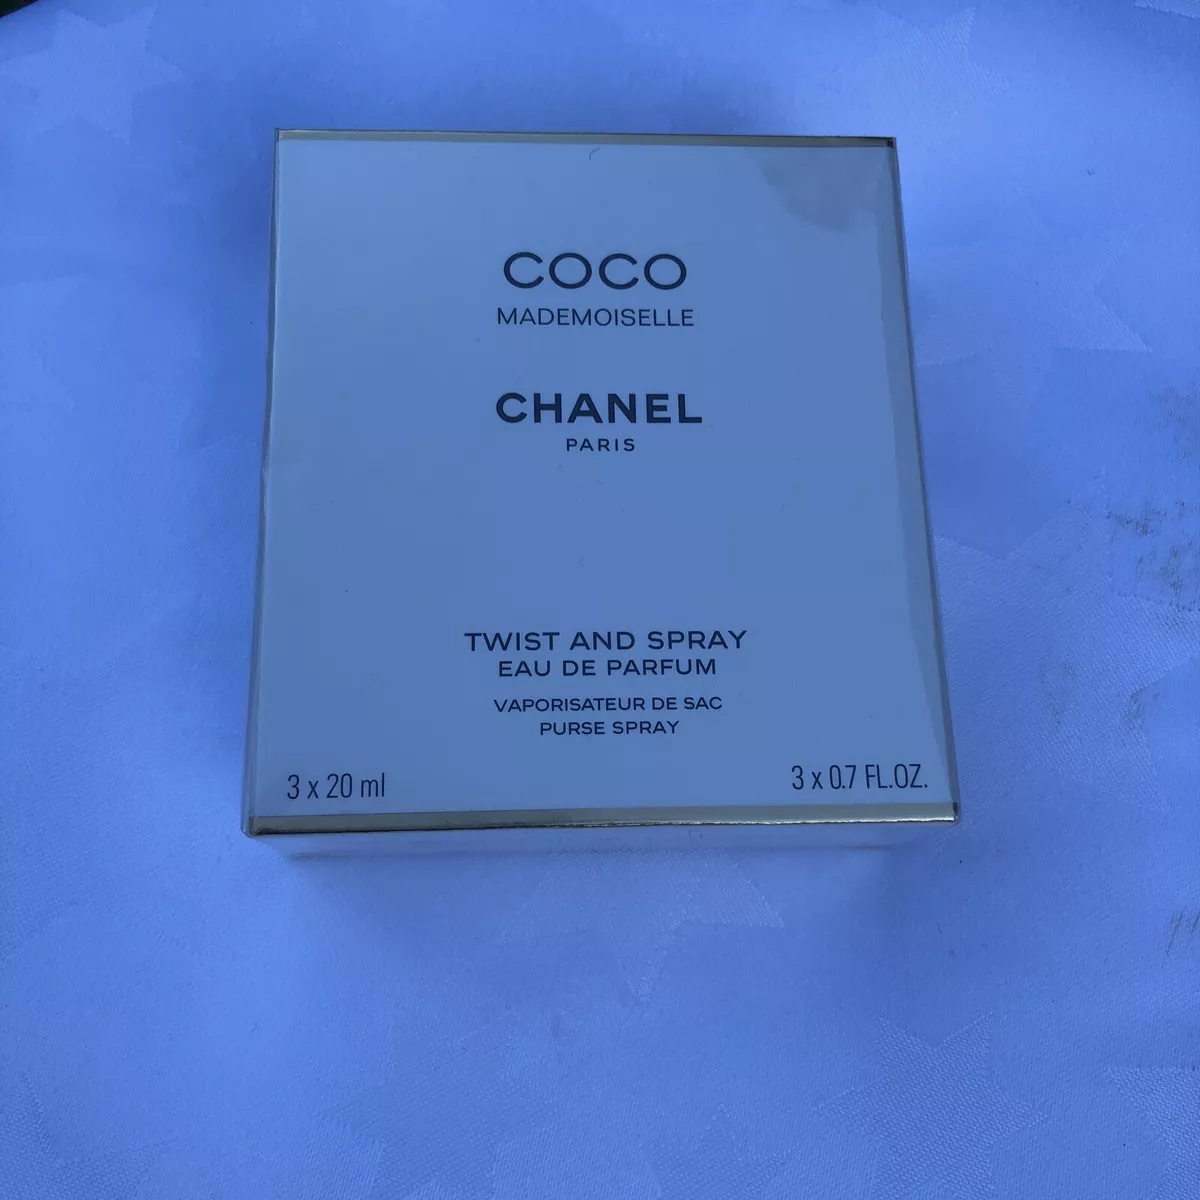 COCO
MADEMOISELLE
CHANEL
PARIS
TWIST AND SPRAY
EAU DE PARFUM
VAPORISATEUR DE SAC
PURSE SPRAY
3 x 20 ml
3 x 0.7 FL.OZ.